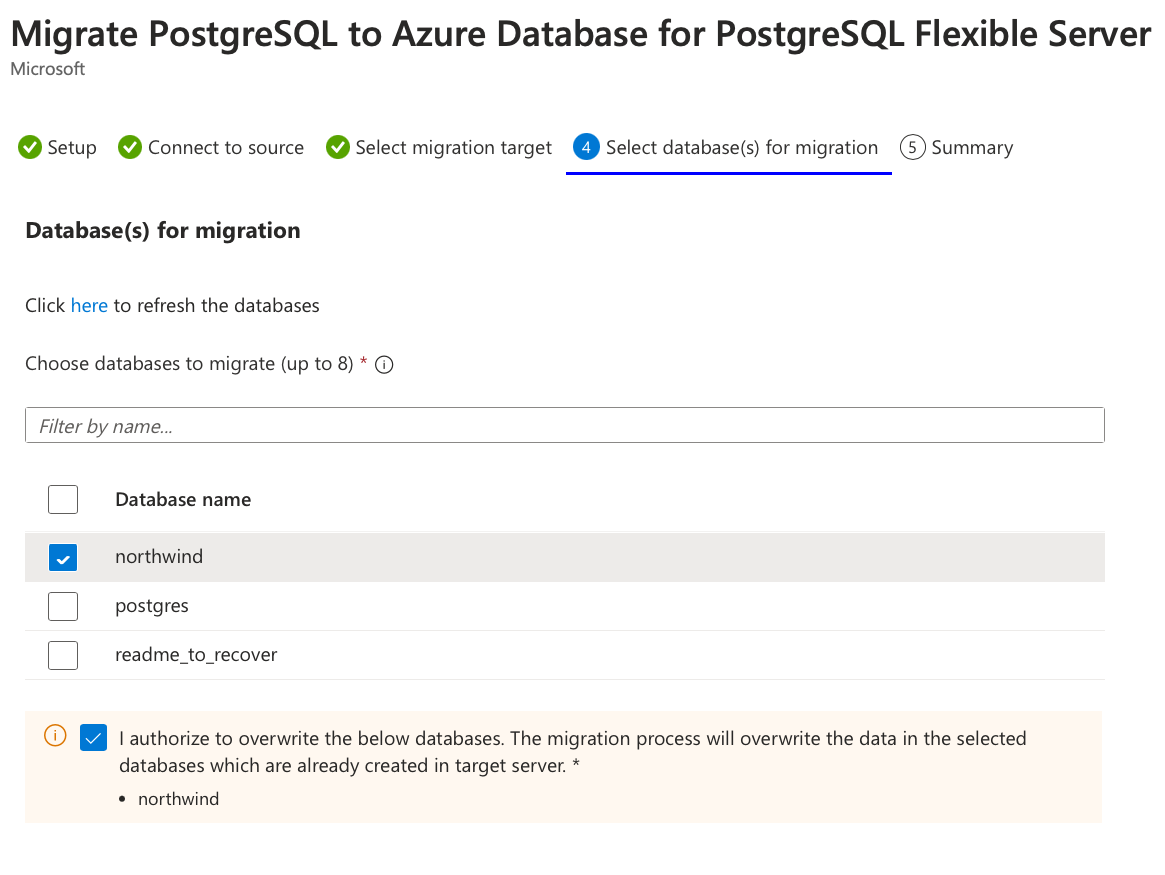 Migrate PostgreSQL to Azure Database for PostgreSQL Flexible Server
Microsoft
Setup Connect to source Select migration target 4 Select database(s) for migration 5 Summary
Database(s) for migration
Click here to refresh the databases
Choose databases to migrate (up to 8) *
Filter by name...
Database name
northwind
postgres
readme_to_recover
I authorize to overwrite the below databases. The migration process will overwrite the data in the selected
databases which are already created in target server. *
• northwind